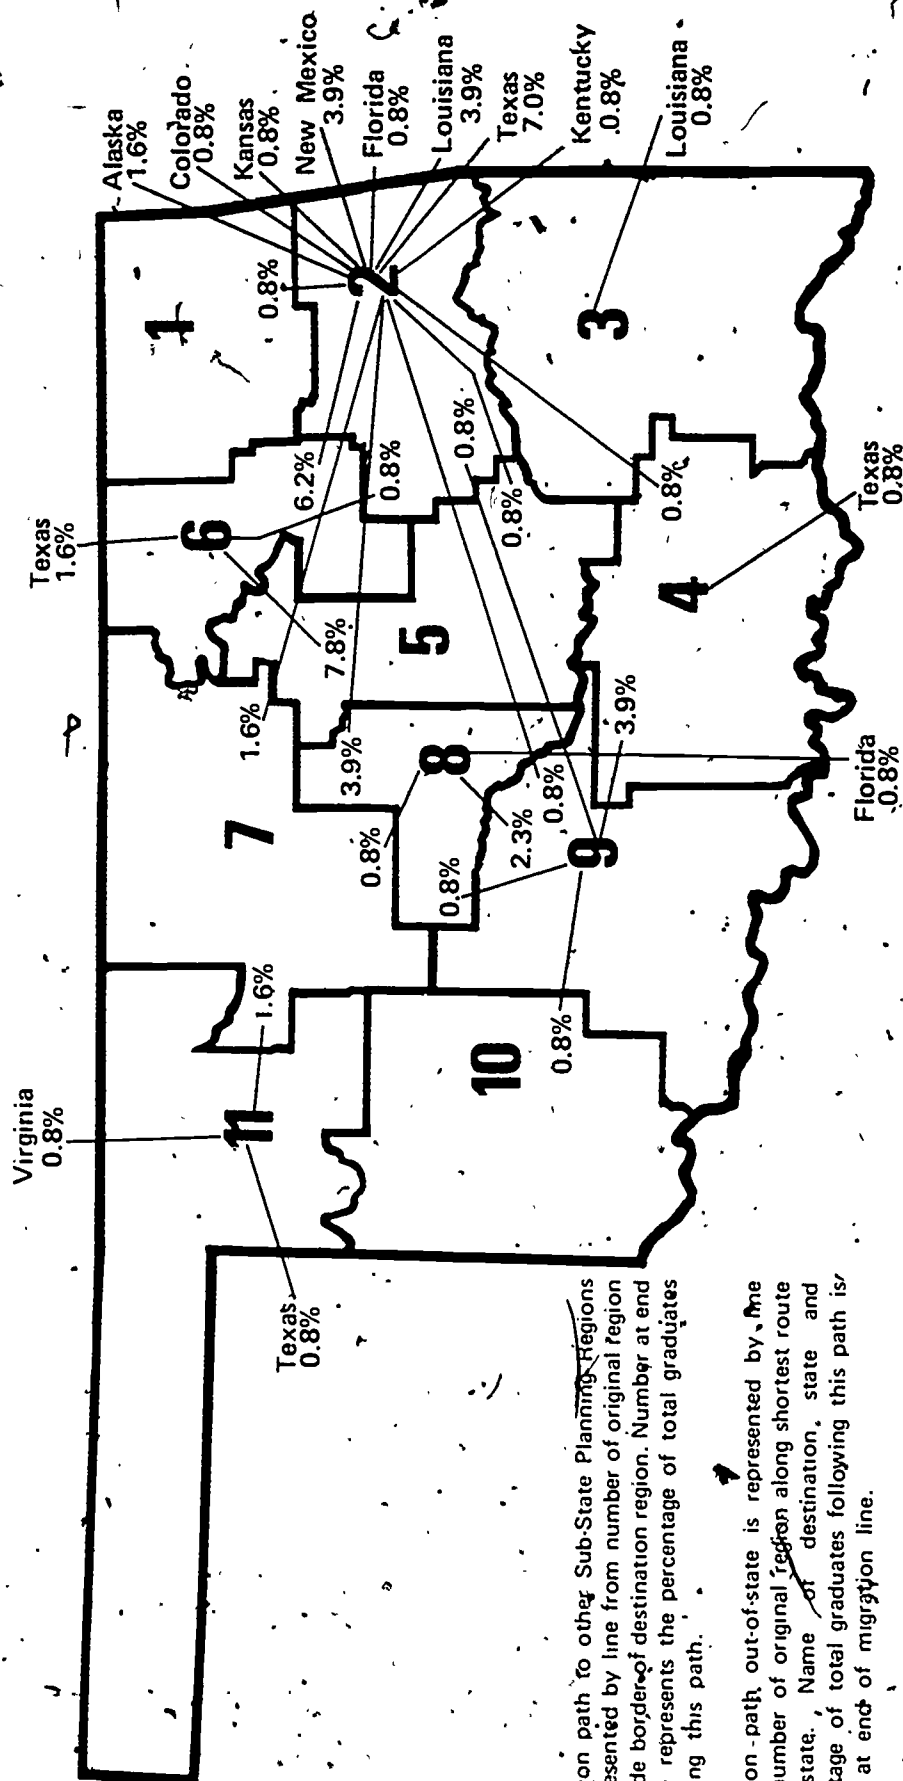 Virginia
0.8%
Texas
1.6%
Alaska
1.6%
Colorado
0.8%
Kansas
0.8%
New Mexico
3.9%
Florida
0.8%
Louisiana
3.9%
Texas
7.0%
Kentucky
0.8%
Louisiana
0.8%
Texas
0.8%
Florida
0.8%
Texas
0.8%
11
1.6%
7
1.6%
6
7.8%
6.2%
0.8%
1
0.8%
2
3.9%
0.8%
8
5
0.8%
2.3%
0.8%
0.8%
0.8%
10
0.8%
9
3.9%
4
0.8%
3
on path to other Sub-State Planning Regions
esented by line from number of original region
de border of destination region. Number at end
represents the percentage of total graduates
ng this path.
on path out-of-state is represented by line
number of original region along shortest route
state. Name of destination state and
tage of total graduates following this path is
at end of migration line.